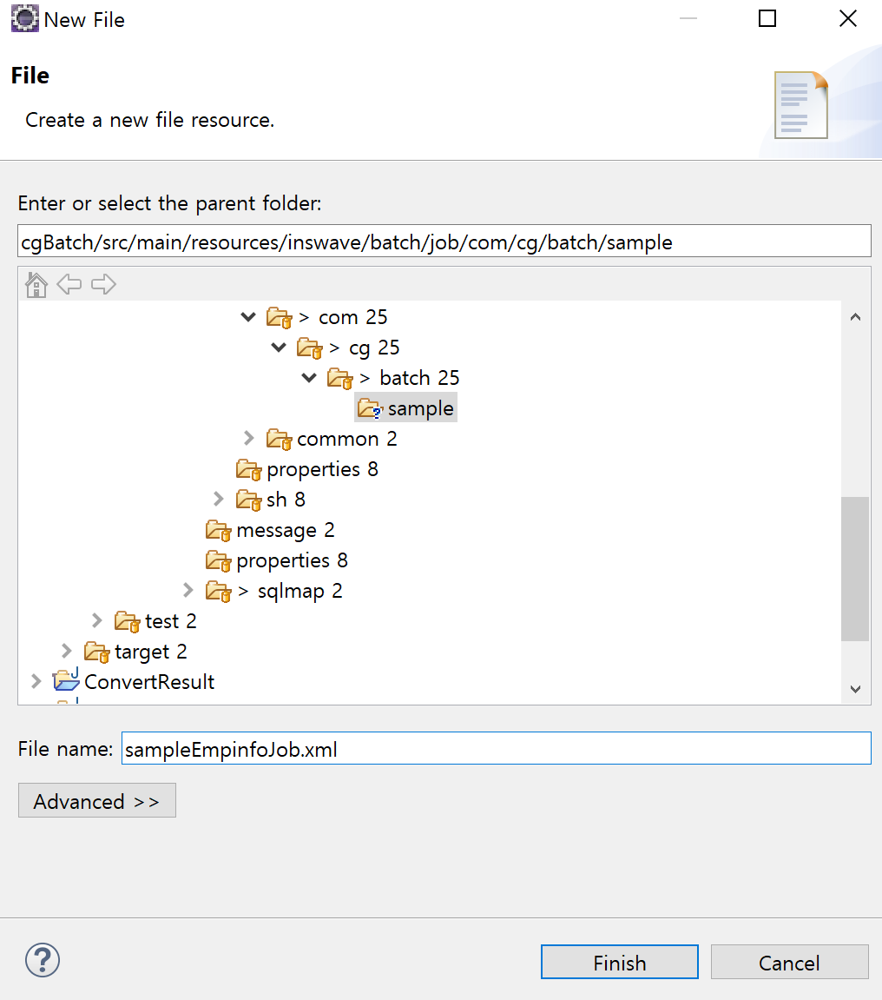 New File
File
Create a new file resource.
Enter or select the parent folder:
cgBatch/src/main/resources/inswave/batch/job/com/cg/batch/sample
> com 25
> cg 25
> batch 25
sample
common 2
properties 8
sh 8
message 2
properties 8
> sqlmap 2
test 2
target 2
ConvertResult
File name: sampleEmpinfoJob.xml
Advanced >>
Finish Cancel